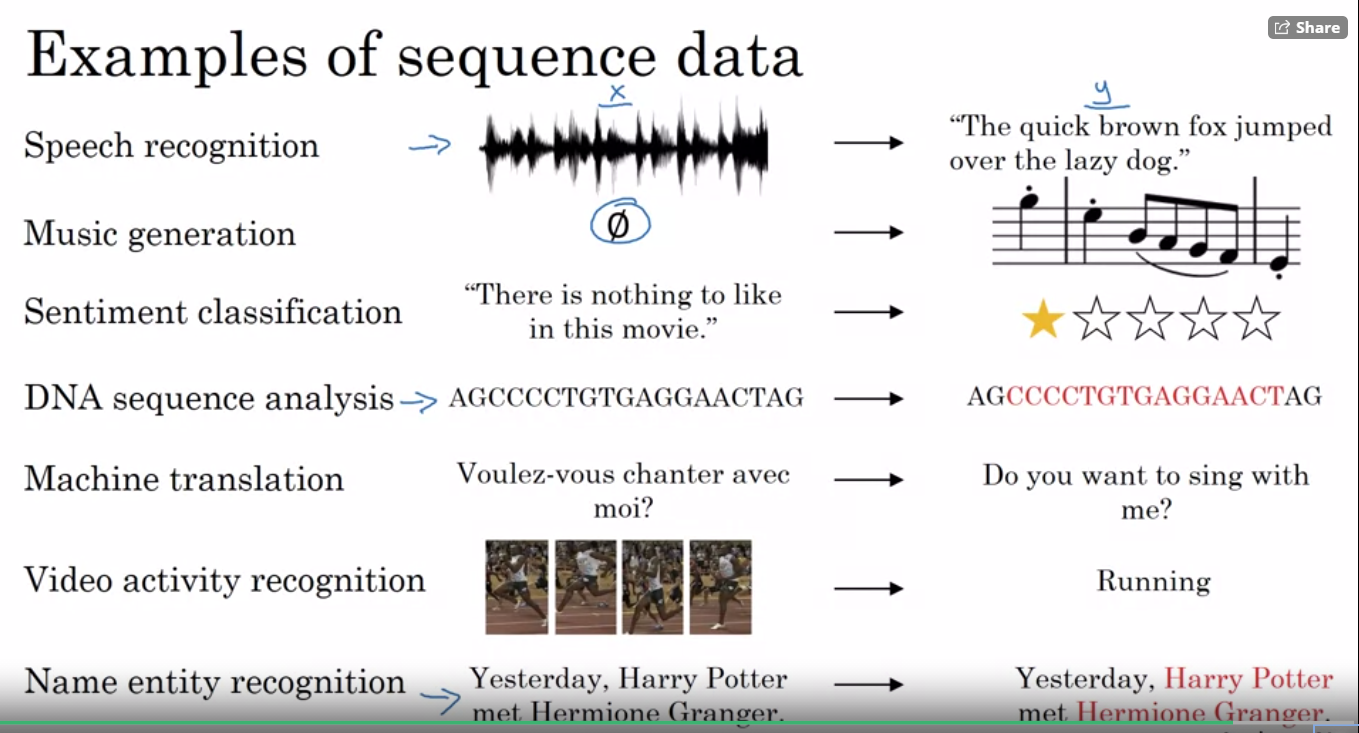 Share
Examples of sequence data
x
y
Speech recognition
“The quick brown fox jumped
over the lazy dog.”
Music generation
∅
Sentiment classification
“There is nothing to like
in this movie.”
DNA sequence analysis
AGCCCCTGTGAGGAACTAG
AGCCCCTGTGAGGAACTAG
Machine translation
Voulez-vous chanter avec
moi?
Do you want to sing with
me?
Video activity recognition
Running
Name entity recognition
Yesterday, Harry Potter
met Hermione Granger.
Yesterday, Harry Potter
met Hermione Granger.